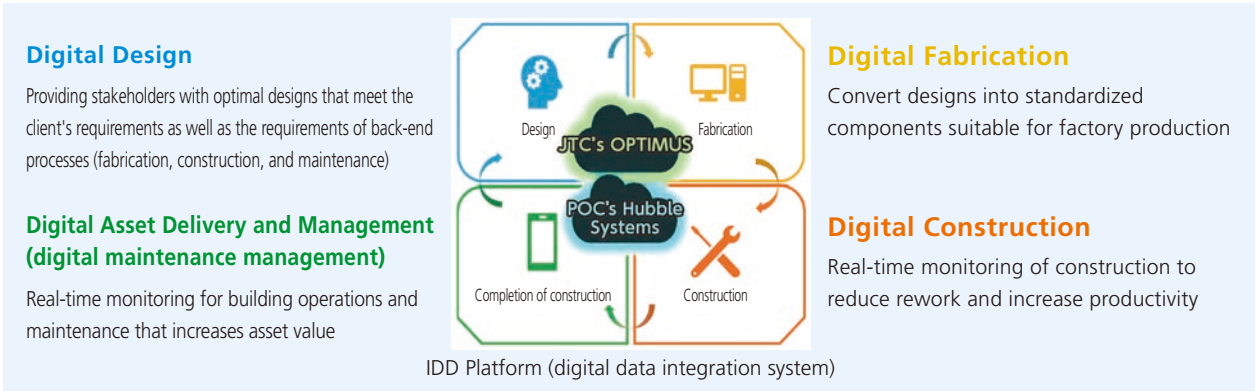 Digital Design
Providing stakeholders with optimal designs that meet the
client's requirements as well as the requirements of back-end
processes (fabrication, construction, and maintenance)
Digital Asset Delivery and Management
(digital maintenance management)
Real-time monitoring for building operations and
maintenance that increases asset value
Design
Fabrication
JTC's OPTIMUS
POC's Hubble
Systems
Completion of construction
Construction
Digital Fabrication
Convert designs into standardized
components suitable for factory production
Digital Construction
Real-time monitoring of construction to
reduce rework and increase productivity
IDD Platform (digital data integration system)